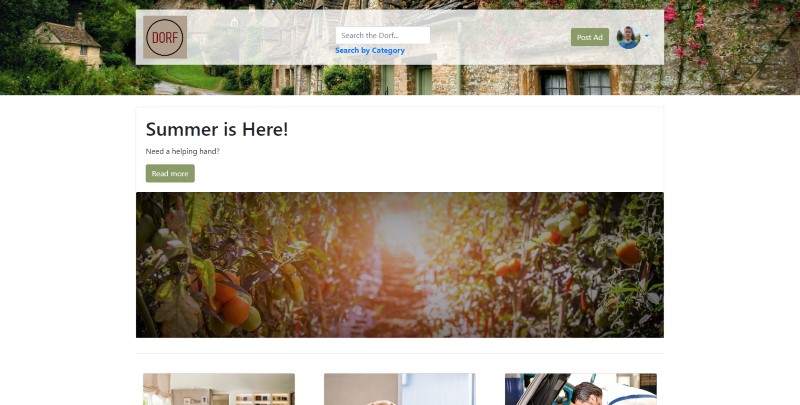 DORF
Search the Dorf...
Search by Category
Post Ad
Summer is Here!
Need a helping hand?
Read more